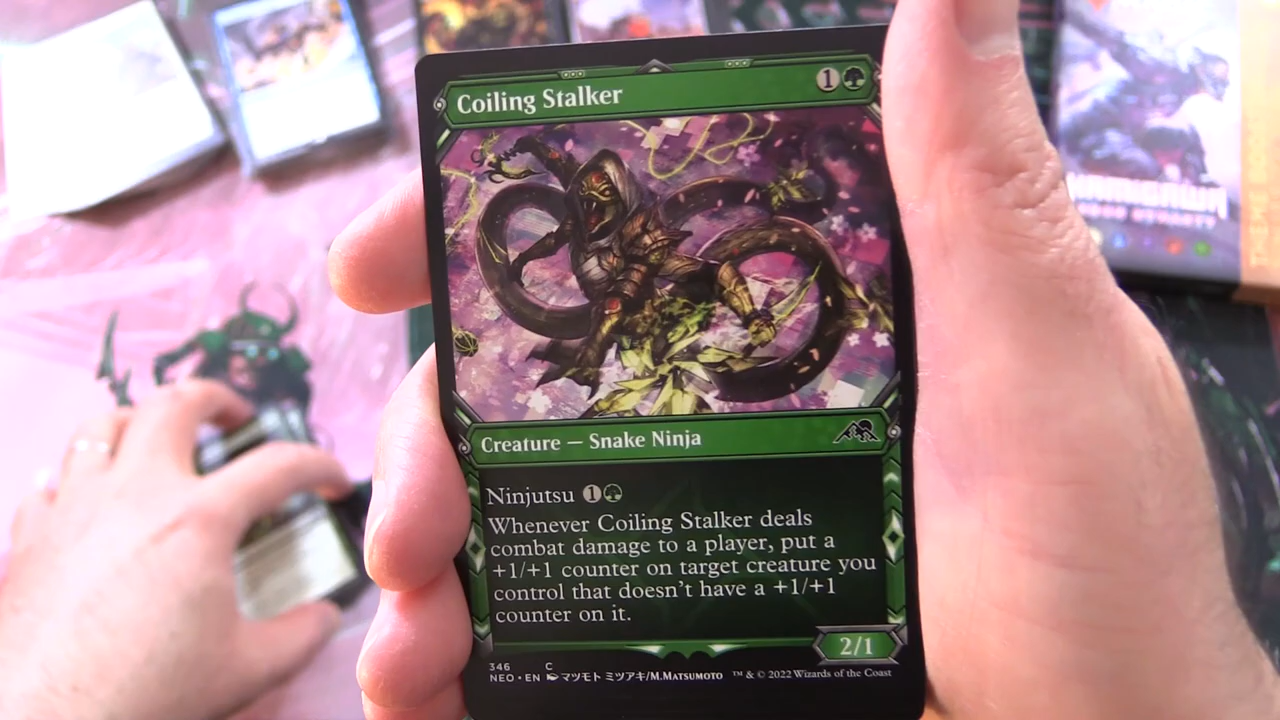 Coiling Stalker
1
Creature — Snake Ninja
Ninjutsu 1
Whenever Coiling Stalker deals
combat damage to a player, put a
+1/+1 counter on target creature you
control that doesn't have a +1/+1
counter on it.
2/1
346 C
NEO • EN マツモト ミツアキ/M.MATSUMOTO ™ & © 2022 Wizards of the Coast
KAMIGAWA